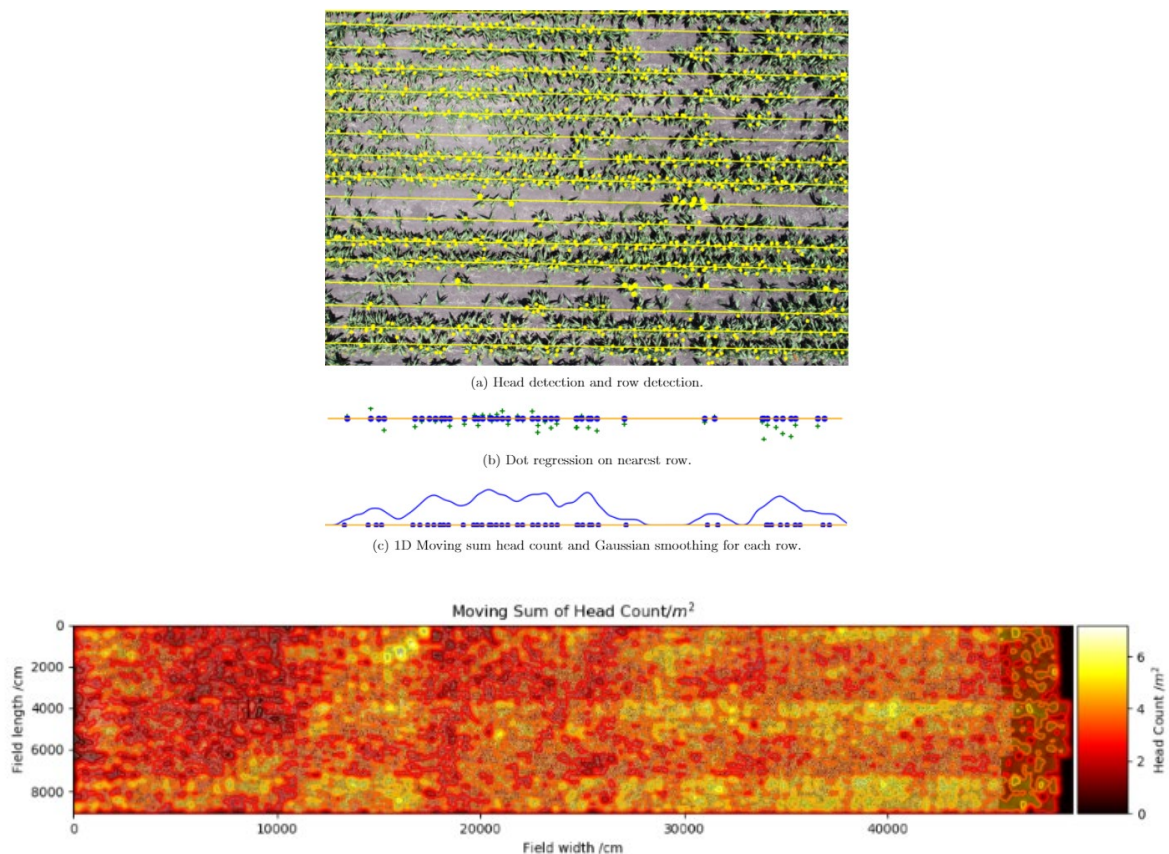 (a) Head detection and row detection.
(b) Dot regression on nearest row.
(c) 1D Moving sum head count and Gaussian smoothing for each row.
Moving Sum of Head Count/m²
0
2000
4000
6000
8000
Field length /cm
0 10000 20000 30000 40000
Field width /cm
6
4
2
0
Head Count /m²